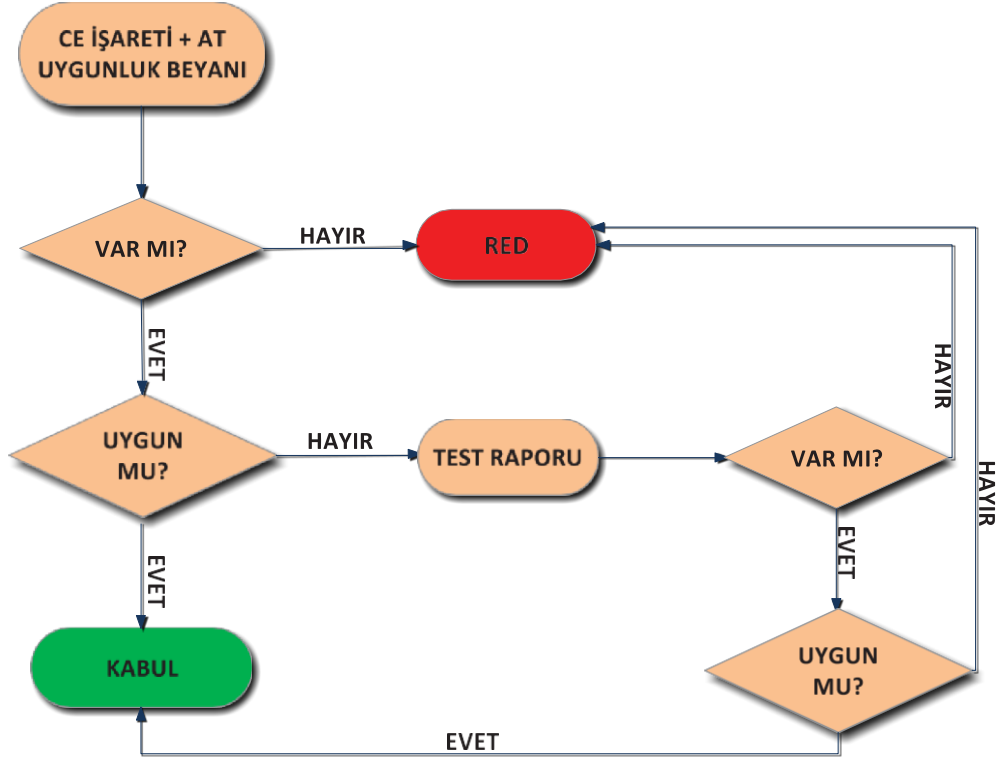 CE İŞARETİ + AT
UYGUNLUK BEYANI
VAR MI?
HAYIR
RED
EVET
UYGUN
MU?
HAYIR
TEST RAPORU
VAR MI?
HAYIR
HAYIR
EVET
EVET
UYGUN
MU?
KABUL
EVET